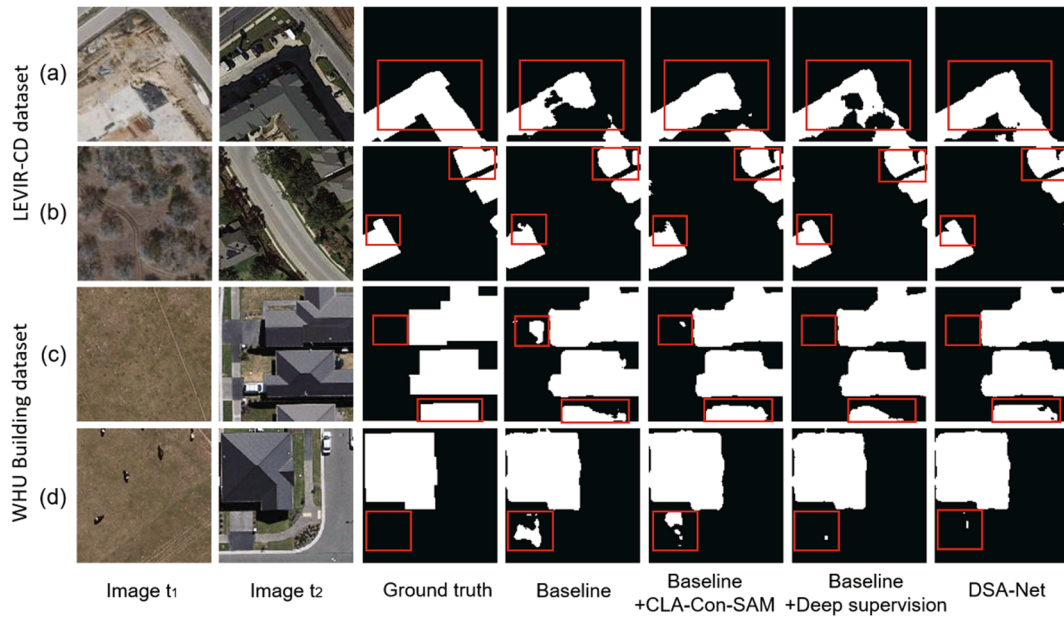 LEVIR-CD dataset
(a)
(b)
WHU Building dataset
(c)
(d)
Image t₁
Image t₂
Ground truth
Baseline
Baseline
+CLA-Con-SAM
Baseline
+Deep supervision
DSA-Net